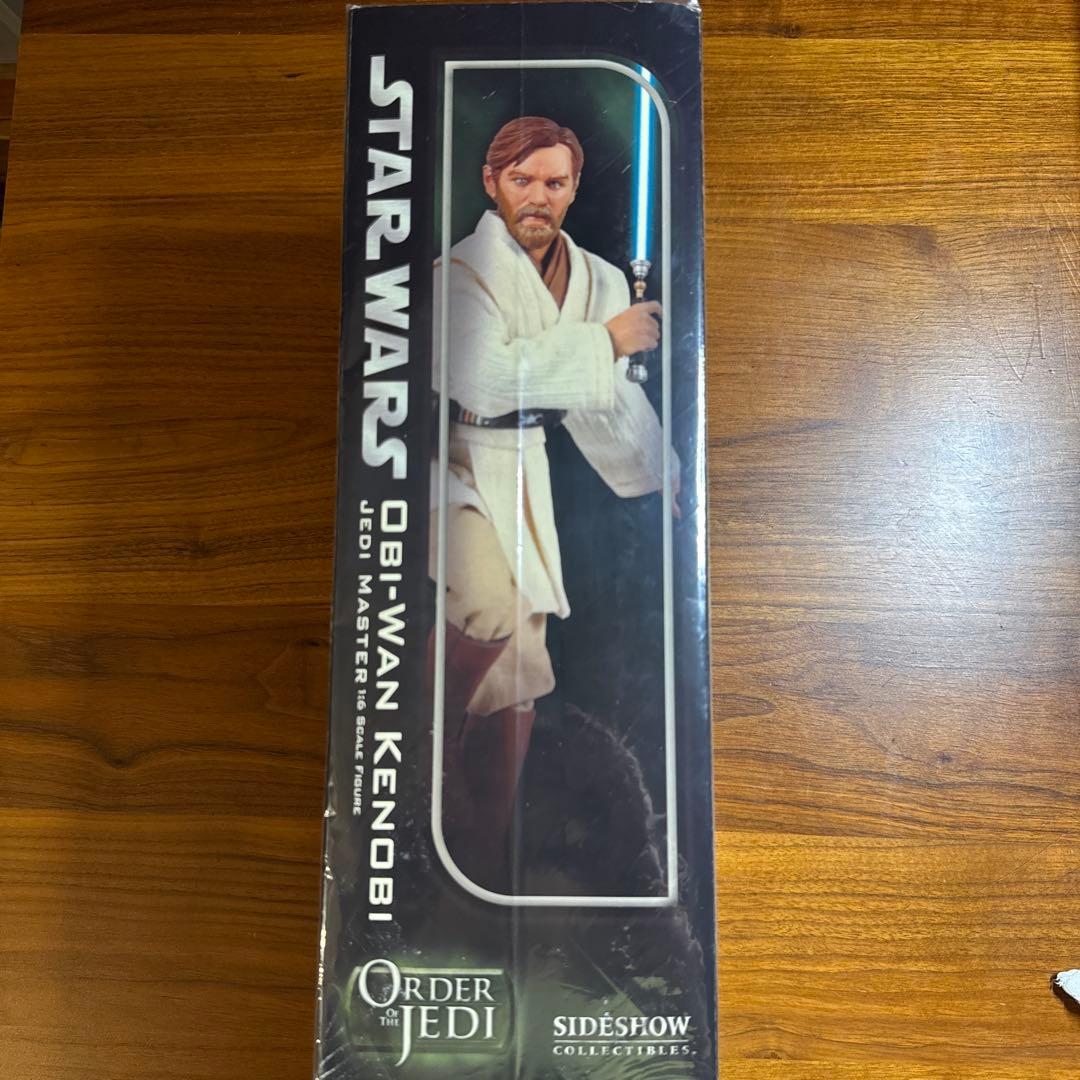 STAR WARS
OBI-WAN KENOBI
JEDI MASTER 1:6 SCALE FIGURE
ORDER
OF THE
JEDI
SIDESHOW
COLLECTIBLES